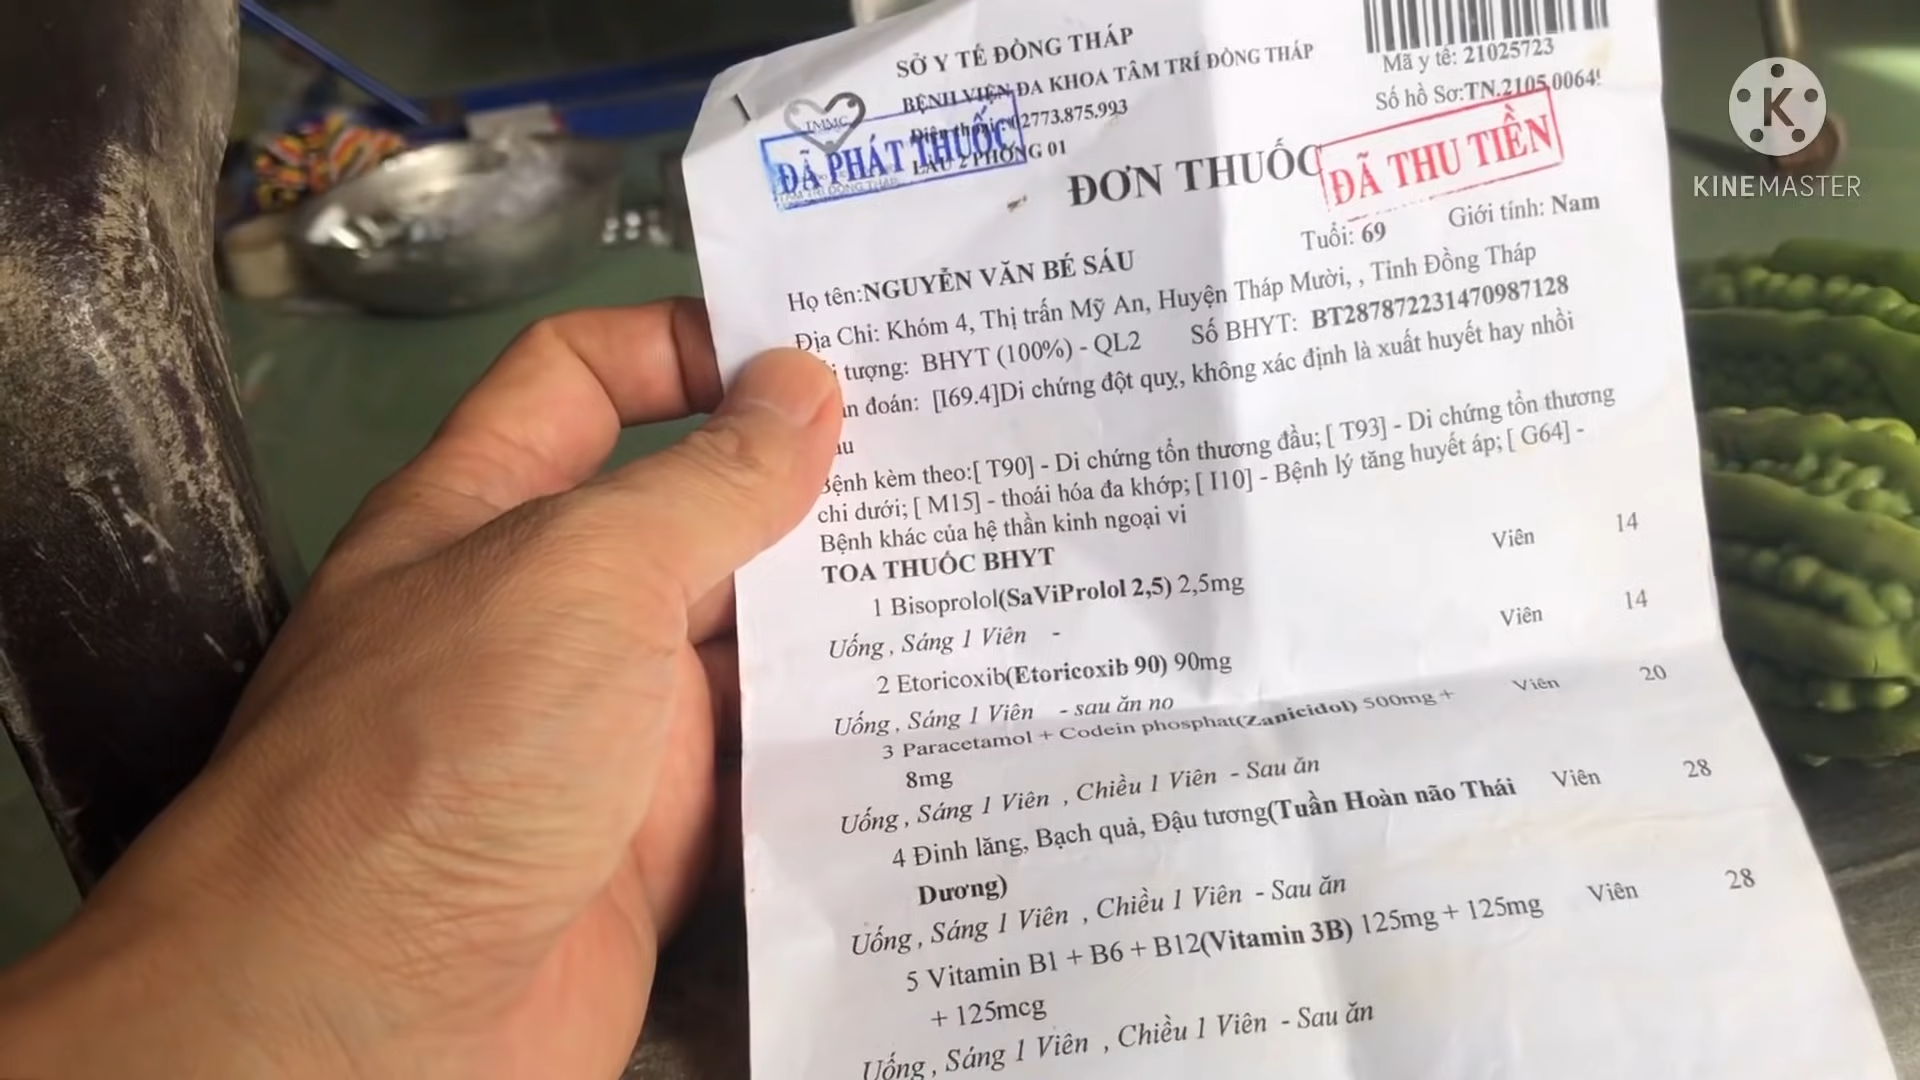 SỞ Y TẾ ĐỒNG THÁP
BỆNH VIỆN ĐA KHOA TÂM TRÍ ĐỒNG THÁP
Điện thoại: 02773.875.993
LẦU 2 PHÒNG 01
TMMC
ĐÃ PHÁT THUỐC
TÂM TRÍ ĐỒNG THÁP
Mã y tế: 21025723
Số hồ Sơ:TN.2105.0064
KINEMASTER
ĐƠN THUỐC
ĐÃ THU TIỀN
Họ tên:NGUYỄN VĂN BÉ SÁU Tuổi: 69 Giới tính: Nam
Địa Chỉ: Khóm 4, Thị trấn Mỹ An, Huyện Tháp Mười, , Tỉnh Đồng Tháp
tượng: BHYT (100%) - QL2 Số BHYT: BT2878722314709871​28
đoán: [I69.4]Di chứng đột quỵ, không xác định là xuất huyết hay nhồi
Bệnh kèm theo:[ T90] - Di chứng tổn thương đầu; [ T93] - Di chứng tổn thương
chi dưới; [ M15] - thoái hóa đa khớp; [ I10] - Bệnh lý tăng huyết áp; [ G64] -
Bệnh khác của hệ thần kinh ngoại vi
TOA THUỐC BHYT
1 Bisoprolol(SaViProlol 2,5) 2,5mg Viên 14
Uống , Sáng 1 Viên -
2 Etoricoxib(Etoricoxib 90) 90mg Viên 14
Uống , Sáng 1 Viên - sau ăn no
3 Paracetamol + Codein phosphat(Zanicidol) 500mg + Viên 20
8mg
Uống , Sáng 1 Viên , Chiều 1 Viên - Sau ăn
4 Đinh lăng, Bạch quả, Đậu tương(Tuần Hoàn não Thái Viên 28
Dương)
Uống , Sáng 1 Viên , Chiều 1 Viên - Sau ăn
5 Vitamin B1 + B6 + B12(Vitamin 3B) 125mg + 125mg Viên 28
+ 125mcg
Uống , Sáng 1 Viên , Chiều 1 Viên - Sau ăn